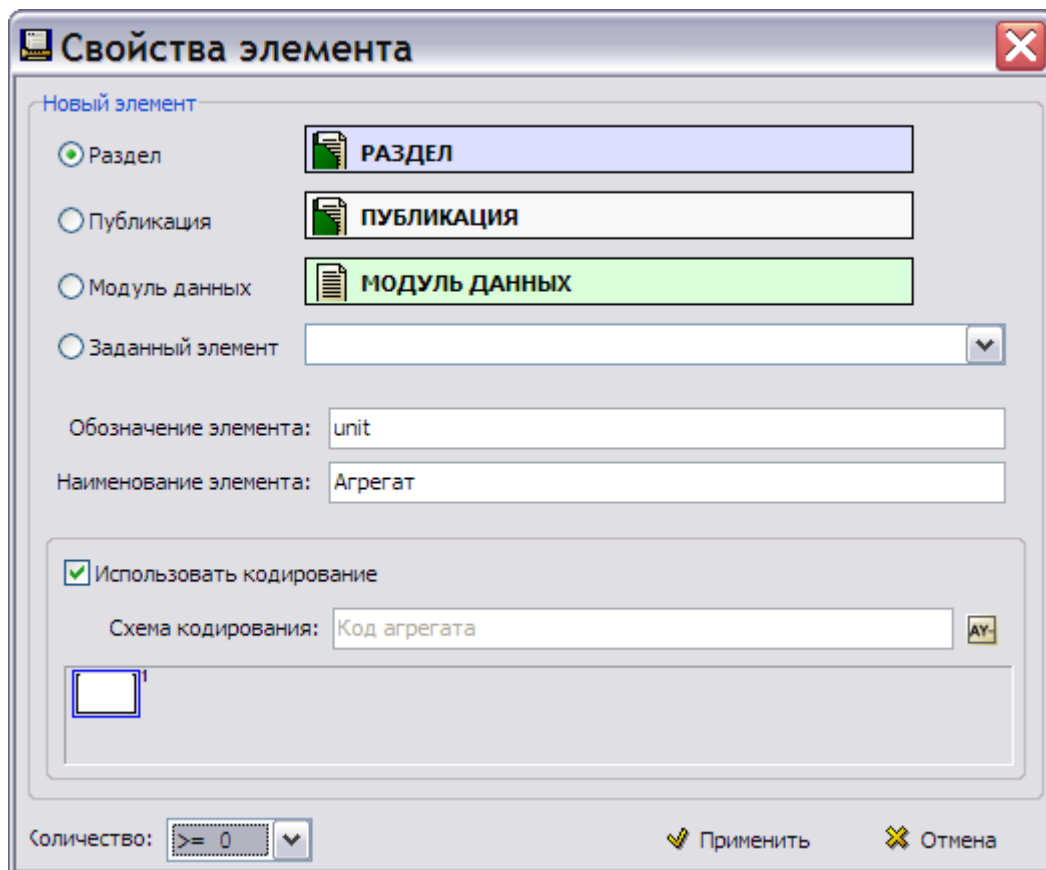 Свойства элемента
Новый элемент
Раздел РАЗДЕЛ
Публикация ПУБЛИКАЦИЯ
Модуль данных МОДУЛЬ ДАННЫХ
Заданный элемент
Обозначение элемента: unit
Наименование элемента: Агрегат
Использовать кодирование
Схема кодирования: Код агрегата AY-
1
Количество: >= 0 Применить Отмена